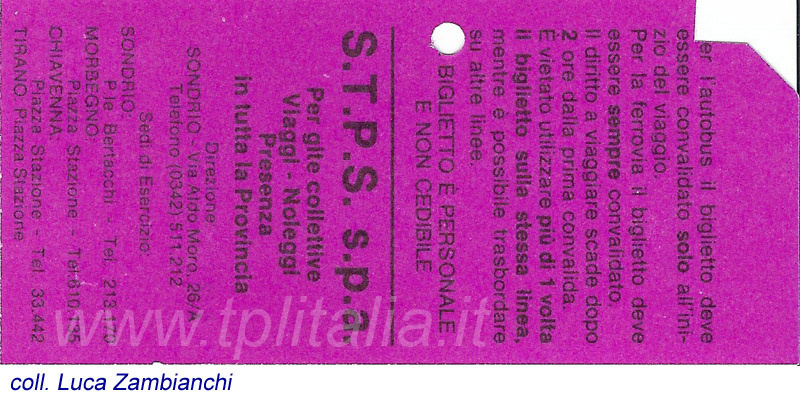 Per l'autobus il biglietto deve
essere convalidato solo all'ini-
zio del viaggio.
Per la ferrovia il biglietto deve
essere sempre convalidato.
Il diritto a viaggiare scade dopo
2 ore dalla prima convalida.
È vietato utilizzare più di 1 volta
il biglietto sulla stessa linea,
mentre è possibile trasbordare
su altre linee.
BIGLIETTO È PERSONALE
E NON CEDIBILE
S.T.P.S. s.p.a.
Per gite collettive
Viaggi - Noleggi
Presenza
in tutta la Provincia
Direzione
SONDRIO - Via Aldo Moro, 26/A
Telefono (0342) 511.212
Sedi di Esercizio
SONDRIO:
P.le Bertacchi - Tel.
MORBEGNO:
Piazza Stazione - Tel.
CHIAVENNA:
Piazza Stazione - Tel. 33.442
TIRANO, Piazza Stazione
www.tplitalia.it
coll. Luca Zambianchi